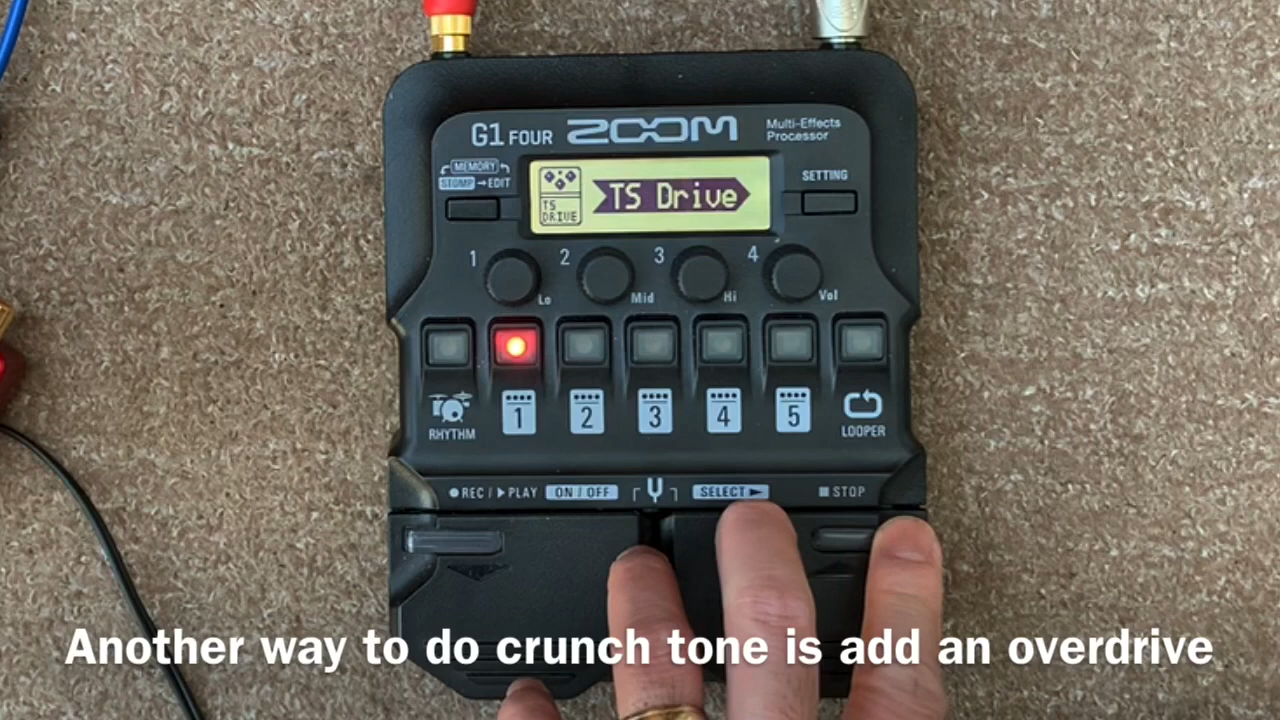 G1 FOUR ZOOM Multi-Effects Processor
MEMORY
STOMP → EDIT
TS DRIVE
TS Drive
SETTING
1 2 3 4
Lo Mid Hi Vol
1 2 3 4 5
RHYTHM LOOPER
●REC / ▶PLAY ON / OFF SELECT▶ ■STOP
Another way to do crunch tone is add an overdrive